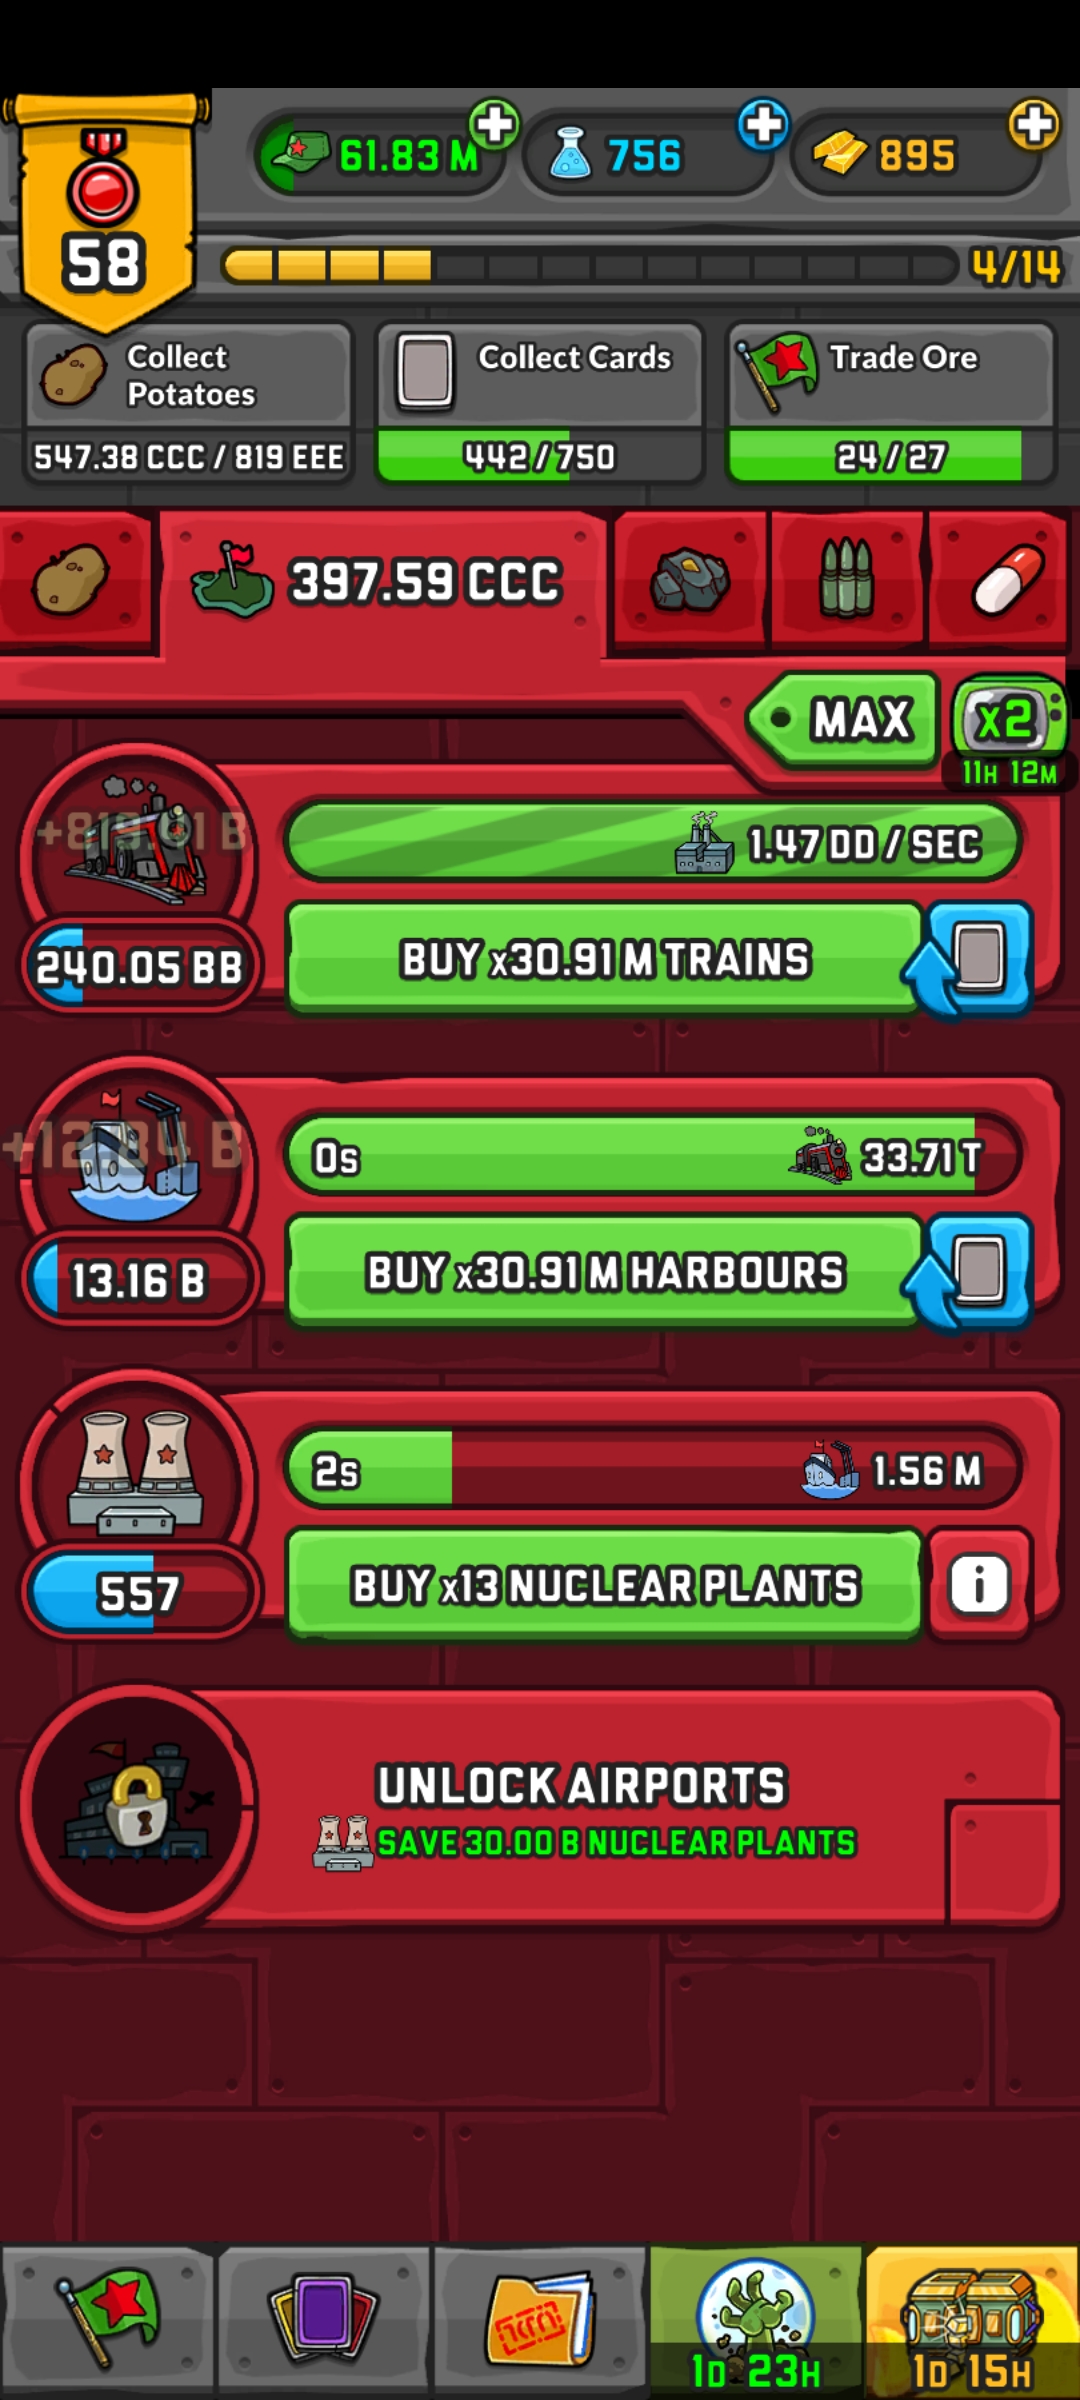 58
61.83 M
756
895
4/14
Collect
Potatoes
547.38 CCC / 819 EEE
Collect Cards
442/750
Trade Ore
24/27
397.59 CCC
MAX
x2
11H 12M
1.47 DD / SEC
240.05 BB
BUY x30.91 M TRAINS
0s
33.71 T
13.16 B
BUY x30.91 M HARBOURS
2s
1.56 M
557
BUY x13 NUCLEAR PLANTS
i
UNLOCK AIRPORTS
SAVE 30.00 B NUCLEAR PLANTS
1D 23H
1D 15H